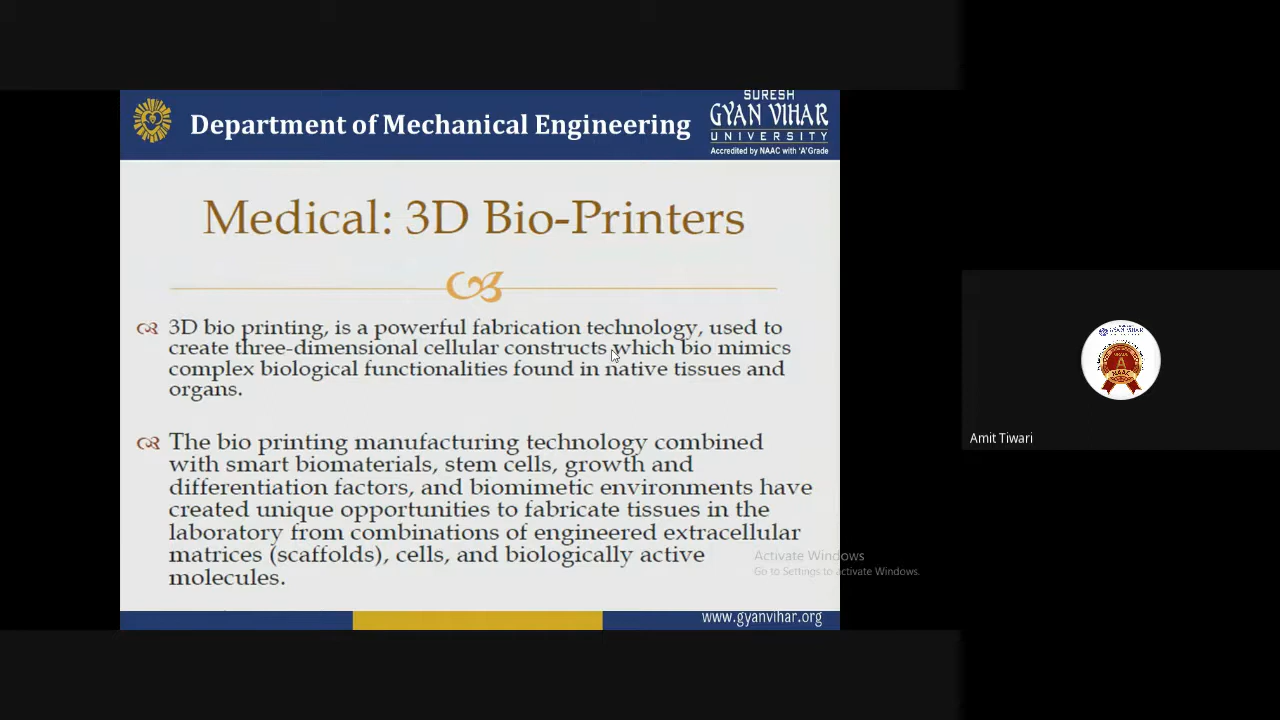 Department of Mechanical Engineering
SURESH
GYAN VIHAR
UNIVERSITY
Accredited by NAAC with 'A' Grade
Medical: 3D Bio-Printers
3D bio printing, is a powerful fabrication technology, used to
create three-dimensional cellular constructs which bio mimics
complex biological functionalities found in native tissues and
organs.
The bio printing manufacturing technology combined
with smart biomaterials, stem cells, growth and
differentiation factors, and biomimetic environments have
created unique opportunities to fabricate tissues in the
laboratory from combinations of engineered extracellular
matrices (scaffolds), cells, and biologically active
molecules.
Activate Windows
Go to Settings to activate Windows.
www.gyanvihar.org
NAAC
Amit Tiwari